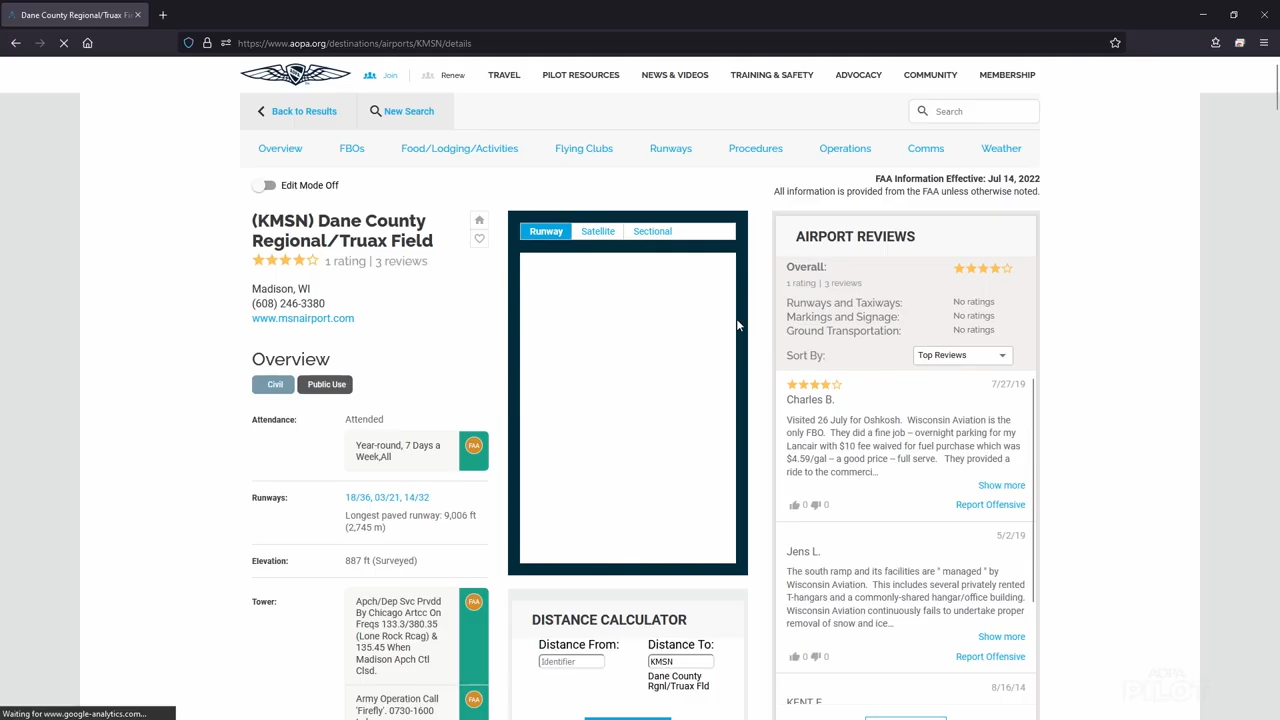 Dane County Regional/Truax Fi
https://www.aopa.org/destinations/airports/KMSN/details
Join
Renew
TRAVEL
PILOT RESOURCES
NEWS & VIDEOS
TRAINING & SAFETY
ADVOCACY
COMMUNITY
MEMBERSHIP
Back to Results
New Search
Search
Overview
FBOs
Food/Lodging/Activities
Flying Clubs
Runways
Procedures
Operations
Comms
Weather
Edit Mode Off
FAA Information Effective: Jul 14, 2022
All information is provided from the FAA unless otherwise noted.
(KMSN) Dane County
Regional/Truax Field
1 rating | 3 reviews
Madison, WI
(608) 246-3380
www.msnairport.com
Overview
Civil
Public Use
Attendance:
Attended
Year-round, 7 Days a
Week,All
FAA
Runways:
18/36, 03/21, 14/32
Longest paved runway: 9,006 ft
(2,745 m)
Elevation:
887 ft (Surveyed)
Tower:
Apch/Dep Svc Prvdd
By Chicago Artcc On
Freqs 133.3/380.35
(Lone Rock Rcag) &
135.45 When
Madison Apch Ctl
Clsd.
FAA
Army Operation Call
'Firefly'. 0730-1600
FAA
Runway
Satellite
Sectional
DISTANCE CALCULATOR
Distance From:
Distance To:
Identifier
KMSN
Dane County
Rgnl/Truax Fld
AIRPORT REVIEWS
Overall:
1 rating | 3 reviews
Runways and Taxiways:
No ratings
Markings and Signage:
No ratings
Ground Transportation:
No ratings
Sort By:
Top Reviews
7/27/19
Charles B.
Visited 26 July for Oshkosh. Wisconsin Aviation is the
only FBO. They did a fine job -- overnight parking for my
Lancair with $10 fee waived for fuel purchase which was
$4.59/gal -- a good price -- full serve. They provided a
ride to the commerci...
Show more
0
0
Report Offensive
5/2/19
Jens L.
The south ramp and its facilities are " managed " by
Wisconsin Aviation. This includes several privately rented
T-hangars and a commonly-shared hangar/office building.
Wisconsin Aviation continuously fails to undertake proper
removal of snow and ice...
Show more
0
0
Report Offensive
8/16/14
KENT F
AOPA
PILOT
Waiting for www.google-analytics.com...